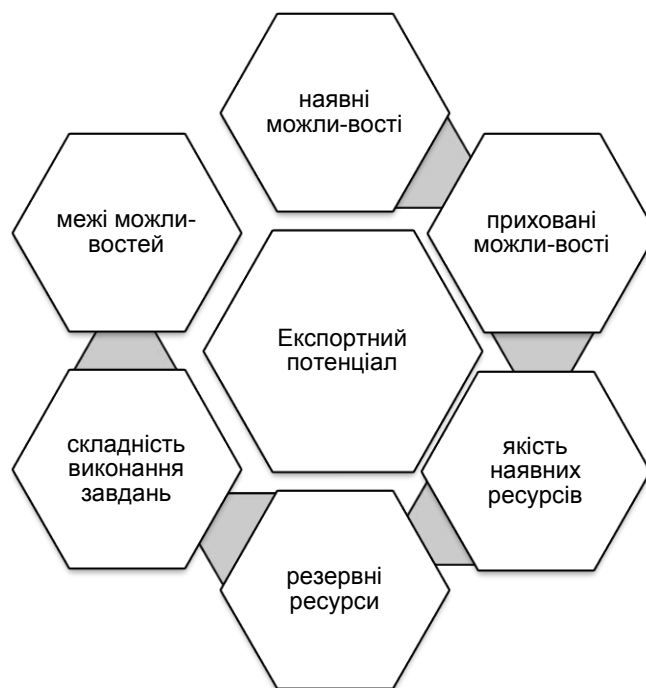 наявні
можли-вості
межі можли-
востей
приховані
можли-вості
Експортний
потенціал
складність
виконання
завдань
якість
наявних
ресурсів
резервні
ресурси